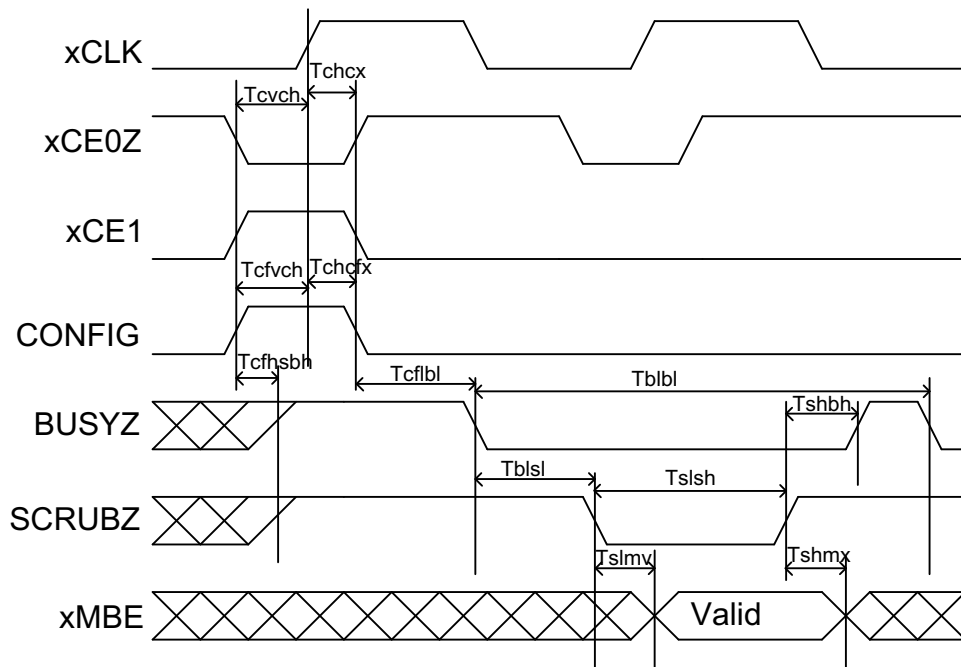 xCLK
Tchcx
Tcvch
xCE0Z
xCE1
Tcfvch
Tchcfx
CONFIG
Tcfhsbh
Tcflbl
Tblbl
Tshbh
BUSYZ
Tblsl
Tslsh
SCRUBZ
Tslmv
Tshmx
xMBE
Valid